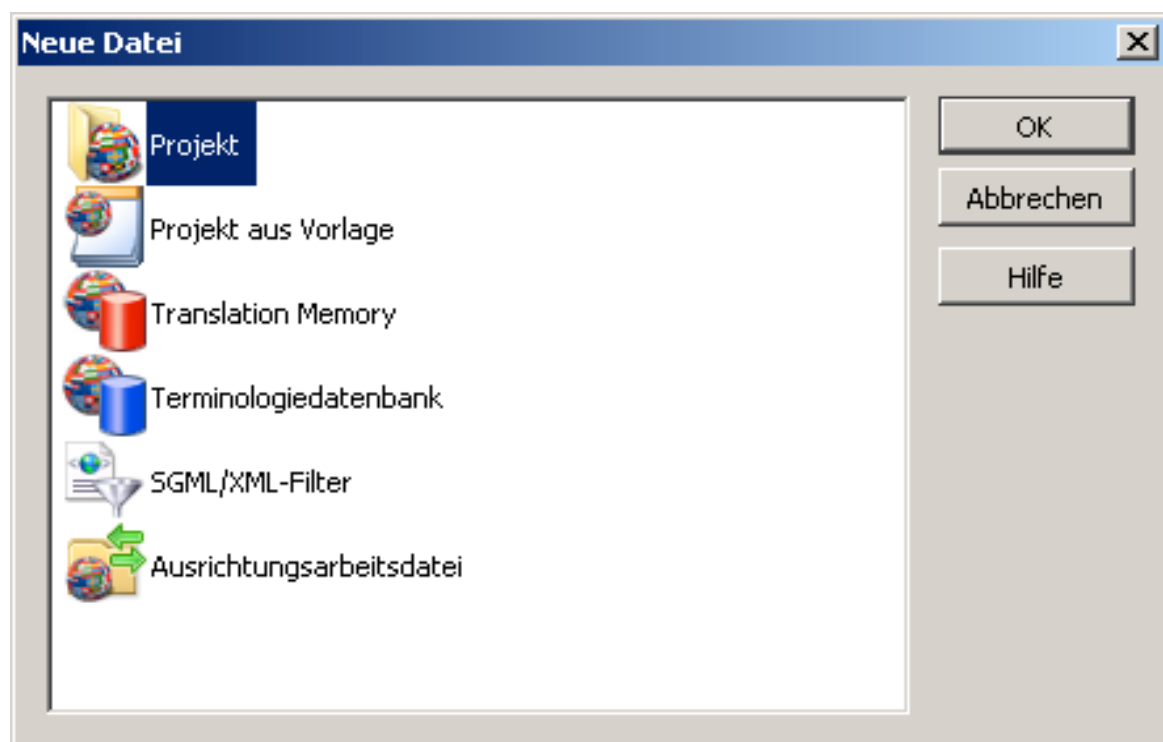 Neue Datei
Projekt
Projekt aus Vorlage
Translation Memory
Terminologiedatenbank
SGML/XML-Filter
Ausrichtungsarbeitsdatei
OK
Abbrechen
Hilfe